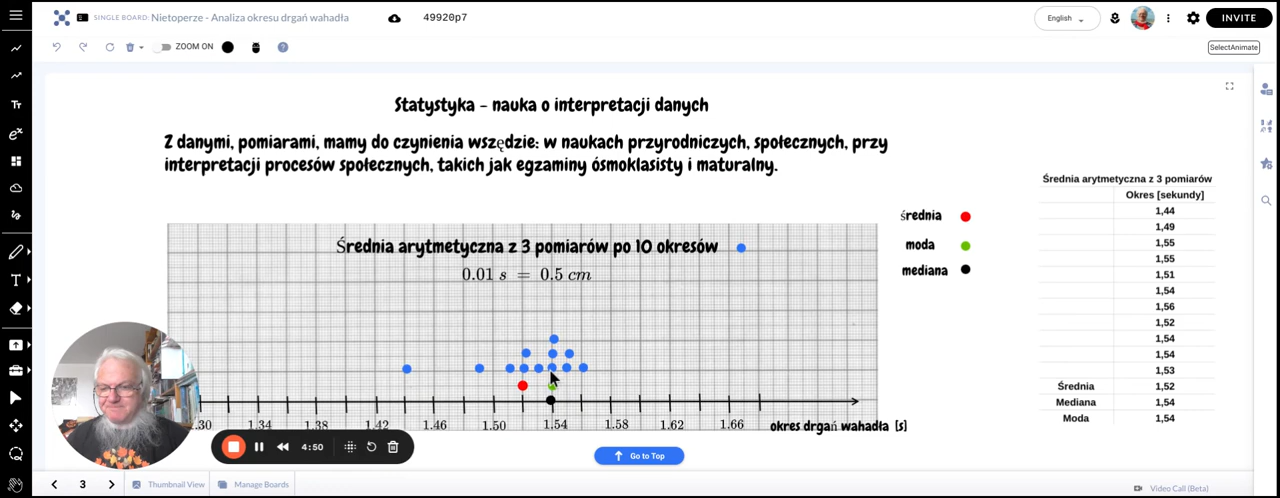 SINGLE BOARD: Nietoperze - Analiza okresu drgań wahadła
49920p7
English
INVITE
ZOOM ON
SelectAnimate
Tт
eˣ
T
Statystyka - nauka o interpretacji danych
Z danymi, pomiarami, mamy do czynienia wszędzie: w naukach przyrodniczych, społecznych, przy
interpretacji procesów społecznych, takich jak egzaminy ósmoklasisty i maturalny.
Średnia arytmetyczna z 3 pomiarów po 10 okresów
0.01 s = 0.5 cm
średnia
moda
mediana
.30 1.34 1.38 1.42 1.46 1.50 1.54 1.58 1.62 1.66
okres drgań wahadła [s]
Średnia arytmetyczna z 3 pomiarów
Okres [sekundy]
1,44
1,49
1,55
1,55
1,51
1,54
1,56
1,52
1,54
1,54
1,53
Średnia 1,52
Mediana 1,54
Moda 1,54
4:50
Go to Top
3
Thumbnail View
Manage Boards
Video Call (Beta)